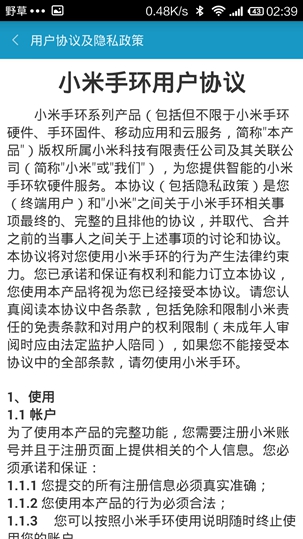 野草 0.48K/s 43 02:39
用户协议及隐私政策
小米手环用户协议
小米手环系列产品（包括但不限于小米手环
硬件、手环固件、移动应用和云服务，简称"本产
品"）版权所属小米科技有限责任公司及其关联公
司（简称"小米"或"我们"），为您提供智能的小米
手环软硬件服务。本协议（包括隐私政策）是您
（终端用户）和"小米"之间关于小米手环相关事
项最终的、完整的且排他的协议，并取代、合并
之前的当事人之间关于上述事项的讨论和协议。
本协议将对您使用小米手环的行为产生法律约束
力。您已承诺和保证有权利和能力订立本协议，
您使用本产品将视为您已经接受本协议。请您认
真阅读本协议中各条款，包括免除和限制小米责
任的免责条款和对用户的权利限制（未成年人审
阅时应由法定监护人陪同），如果您不能接受本
协议中的全部条款，请勿使用小米手环。
1、使用
1.1 帐户
为了使用本产品的完整功能，您需要注册小米账
号并且于注册页面上提供相关的个人信息。您必
须承诺和保证：
1.1.1 您提交的所有注册信息必须真实准确；
1.1.2 您使用本产品的行为必须合法；
1.1.3 您可以按照小米手环使用说明随时终止使
用您的账户